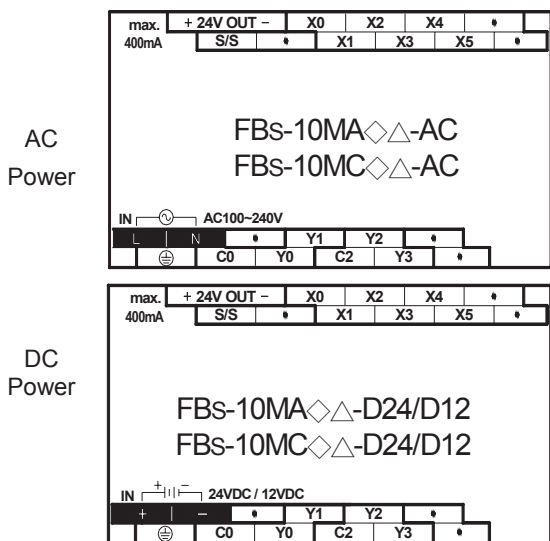 AC
Power
max. + 24V OUT – X0 X2 X4 •
400mA S/S • X1 X3 X5 •
FBs-10MA◇△-AC
FBs-10MC◇△-AC
IN AC100~240V
L N • Y1 Y2 •
C0 Y0 C2 Y3 •
DC
Power
max. + 24V OUT – X0 X2 X4 •
400mA S/S • X1 X3 X5 •
FBs-10MA◇△-D24/D12
FBs-10MC◇△-D24/D12
IN + – 24VDC / 12VDC
+ – • Y1 Y2 •
C0 Y0 C2 Y3 •